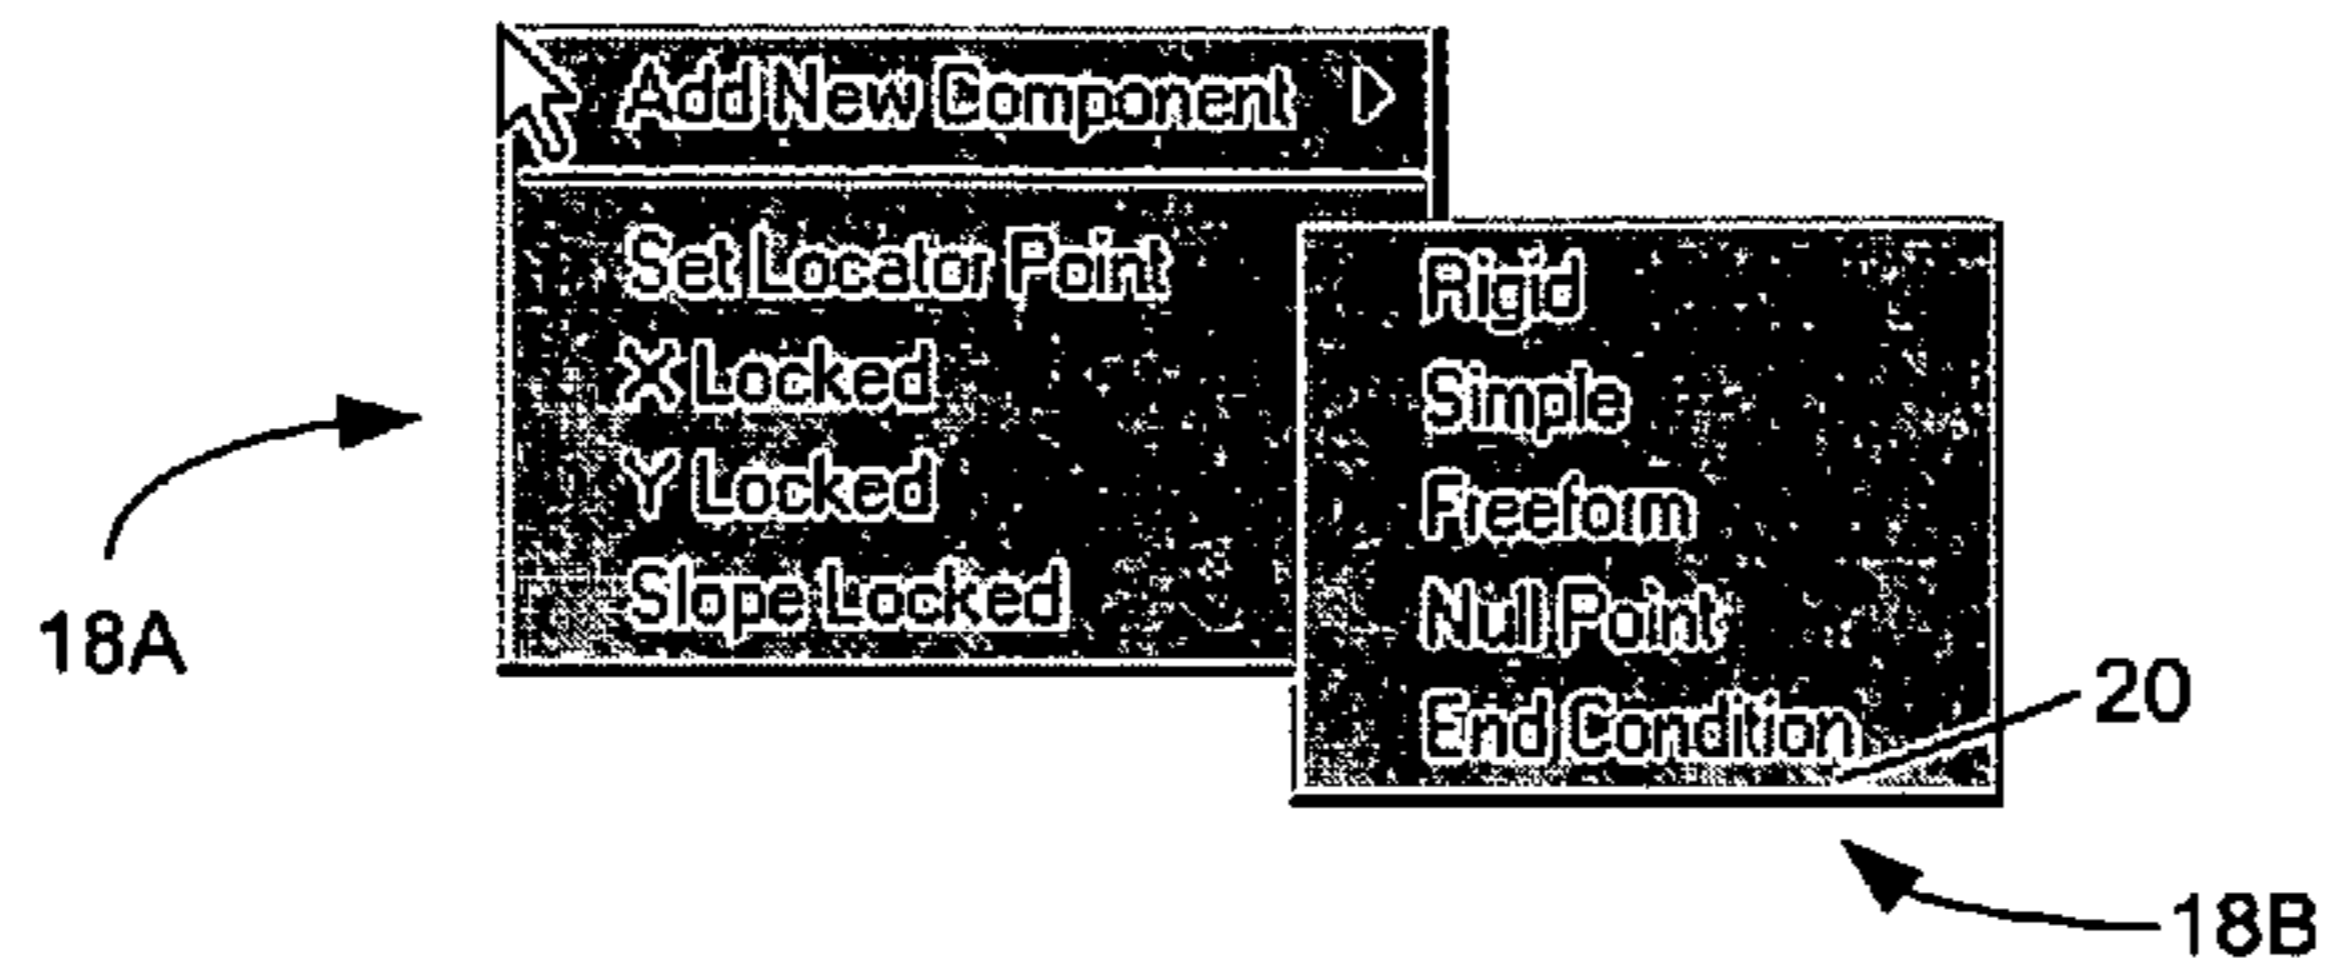 Add New Component
Set Locator Point
X Locked
Y Locked
Slope Locked
18A
Rigid
Simple
Freeform
Null Point
End Condition
20
18B